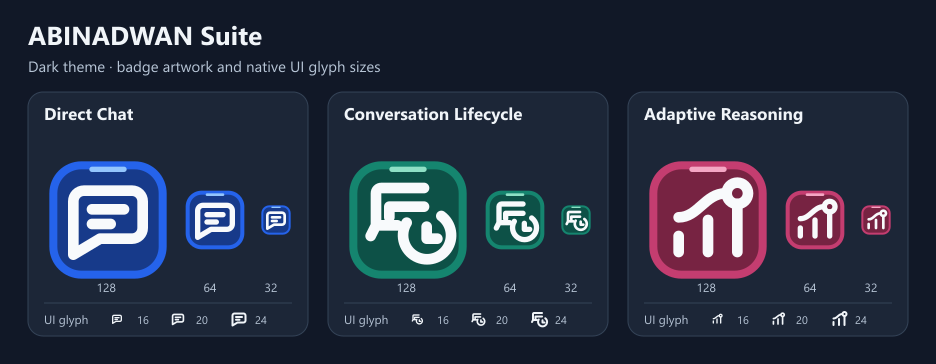 ABINADWAN Suite
Dark theme · badge artwork and native UI glyph sizes
Direct Chat
128 64 32
UI glyph 16 20 24
Conversation Lifecycle
128 64 32
UI glyph 16 20 24
Adaptive Reasoning
128 64 32
UI glyph 16 20 24